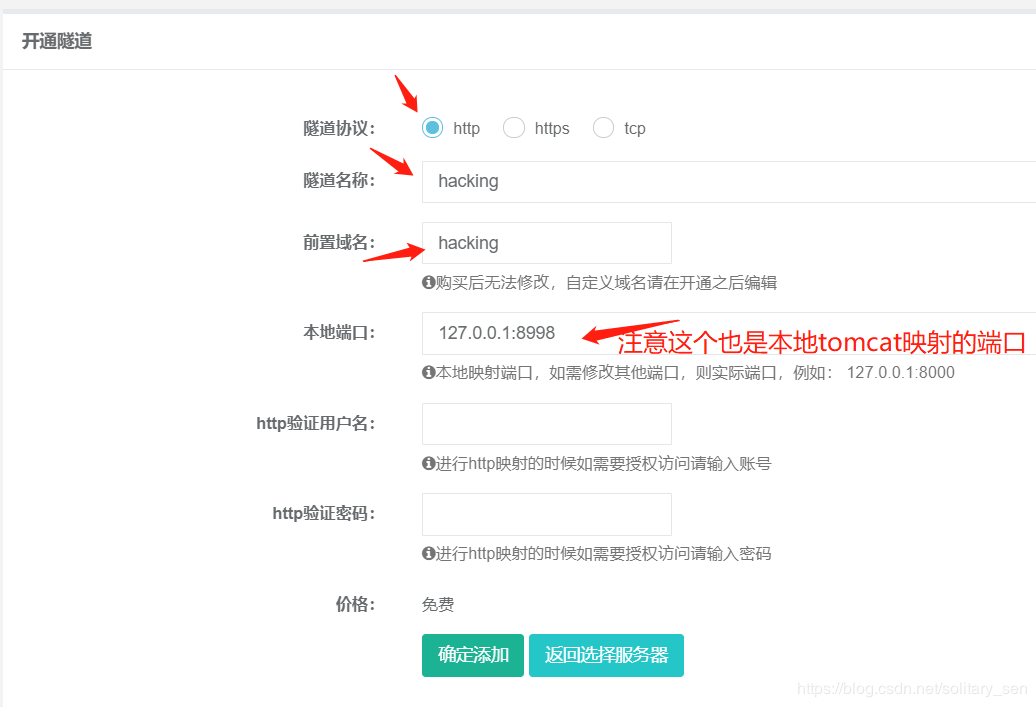 开通隧道
隧道协议： http https tcp
隧道名称： hacking
前置域名： hacking
购买后无法修改，自定义域名请在开通之后编辑
本地端口： 127.0.0.1:8998 注意这个也是本地tomcat映射的端口
本地映射端口，如需修改其他端口，则实际端口，例如： 127.0.0.1:8000
http验证用户名：
进行http映射的时候如需要授权访问请输入账号
http验证密码：
进行http映射的时候如需要授权访问请输入密码
价格： 免费
确定添加 返回选择服务器
https://blog.csdn.net/solitary_sen